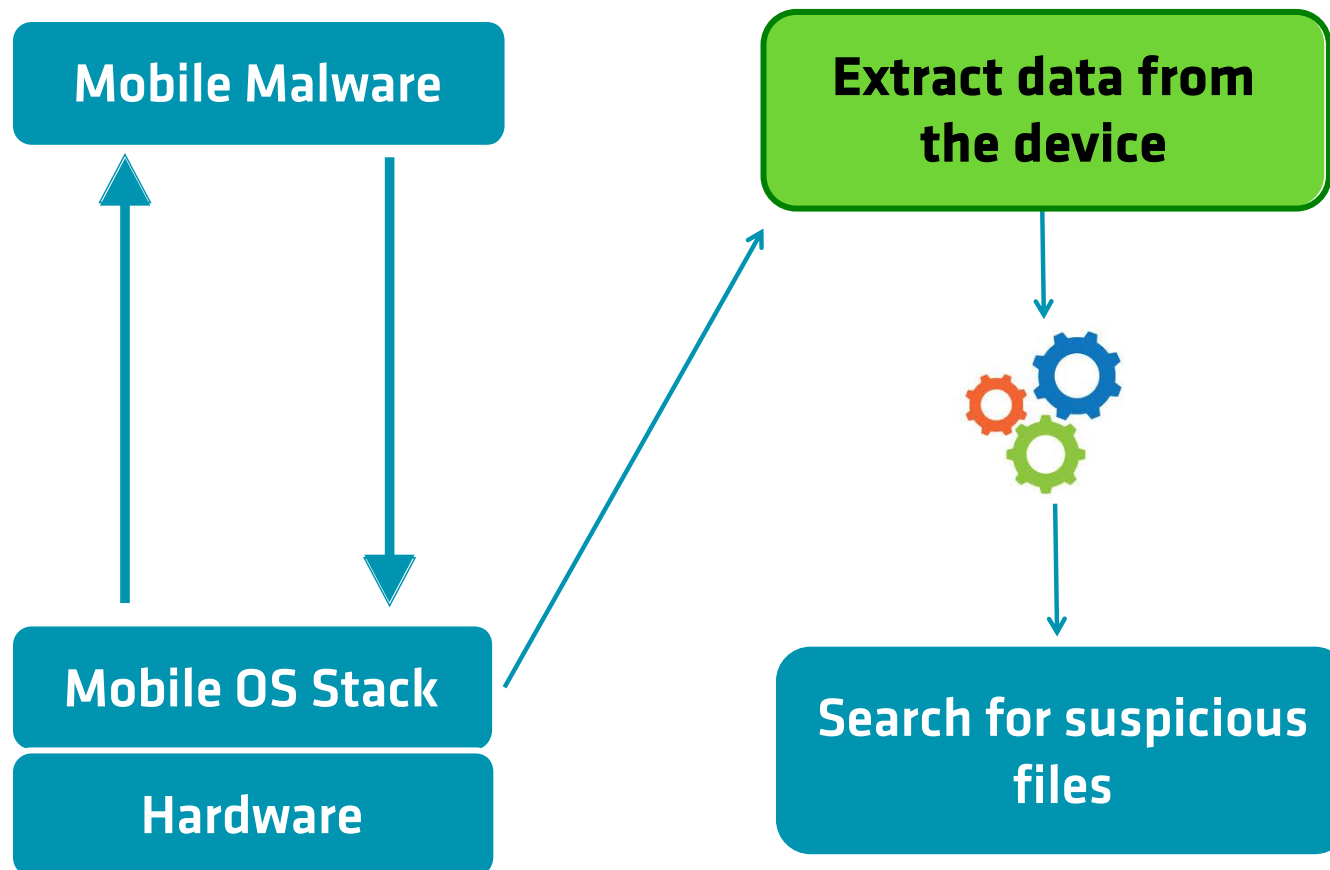 Mobile Malware
Extract data from
the device
Mobile OS Stack
Hardware
Search for suspicious
files